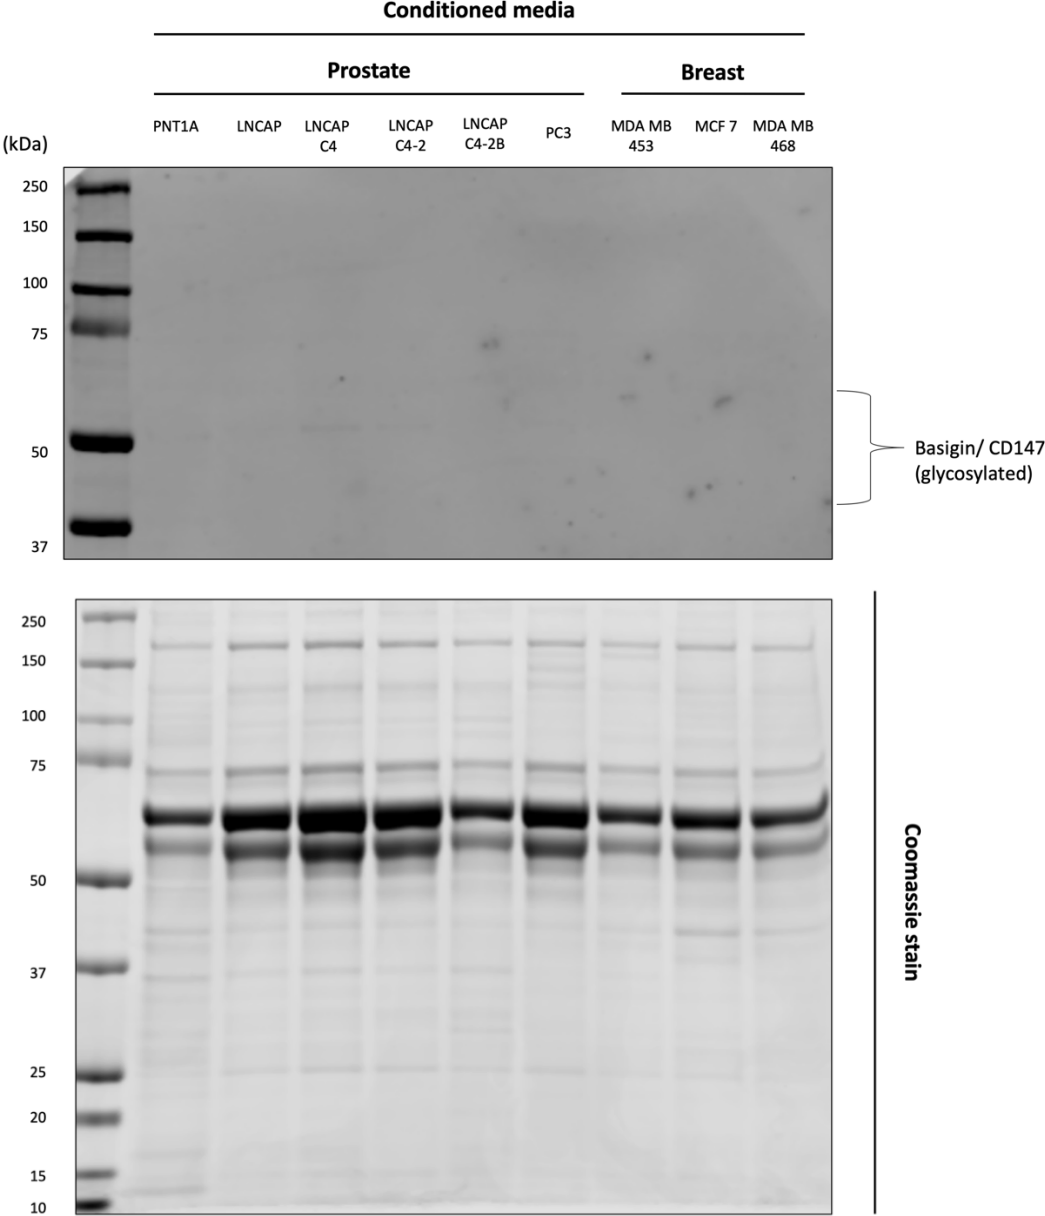 Conditioned media
Prostate
Breast
PNT1A
LNCAP
LNCAP
C4
LNCAP
C4-2
LNCAP
C4-2B
PC3
MDA MB
453
MCF 7
MDA MB
468
(kDa)
250
150
100
75
50
37
Basigin/ CD147
(glycosylated)
250
150
100
75
50
37
25
20
15
10
Coomassie stain